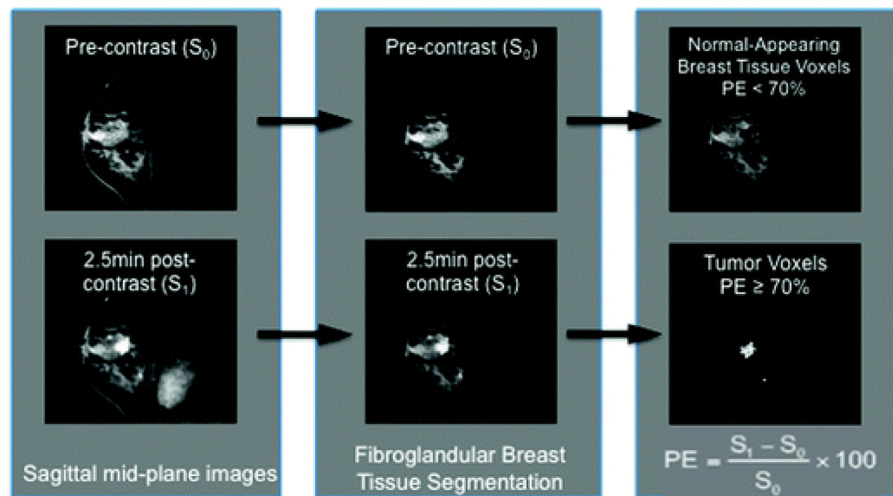 Pre-contrast (S₀)
2.5min post-
contrast (S₁)
Sagittal mid-plane images
Pre-contrast (S₀)
2.5min post-
contrast (S₁)
Fibroglandular Breast
Tissue Segmentation
Normal-Appearing
Breast Tissue Voxels
PE < 70%
Tumor Voxels
PE ≥ 70%
PE = (S₁ − S₀) / S₀ × 100